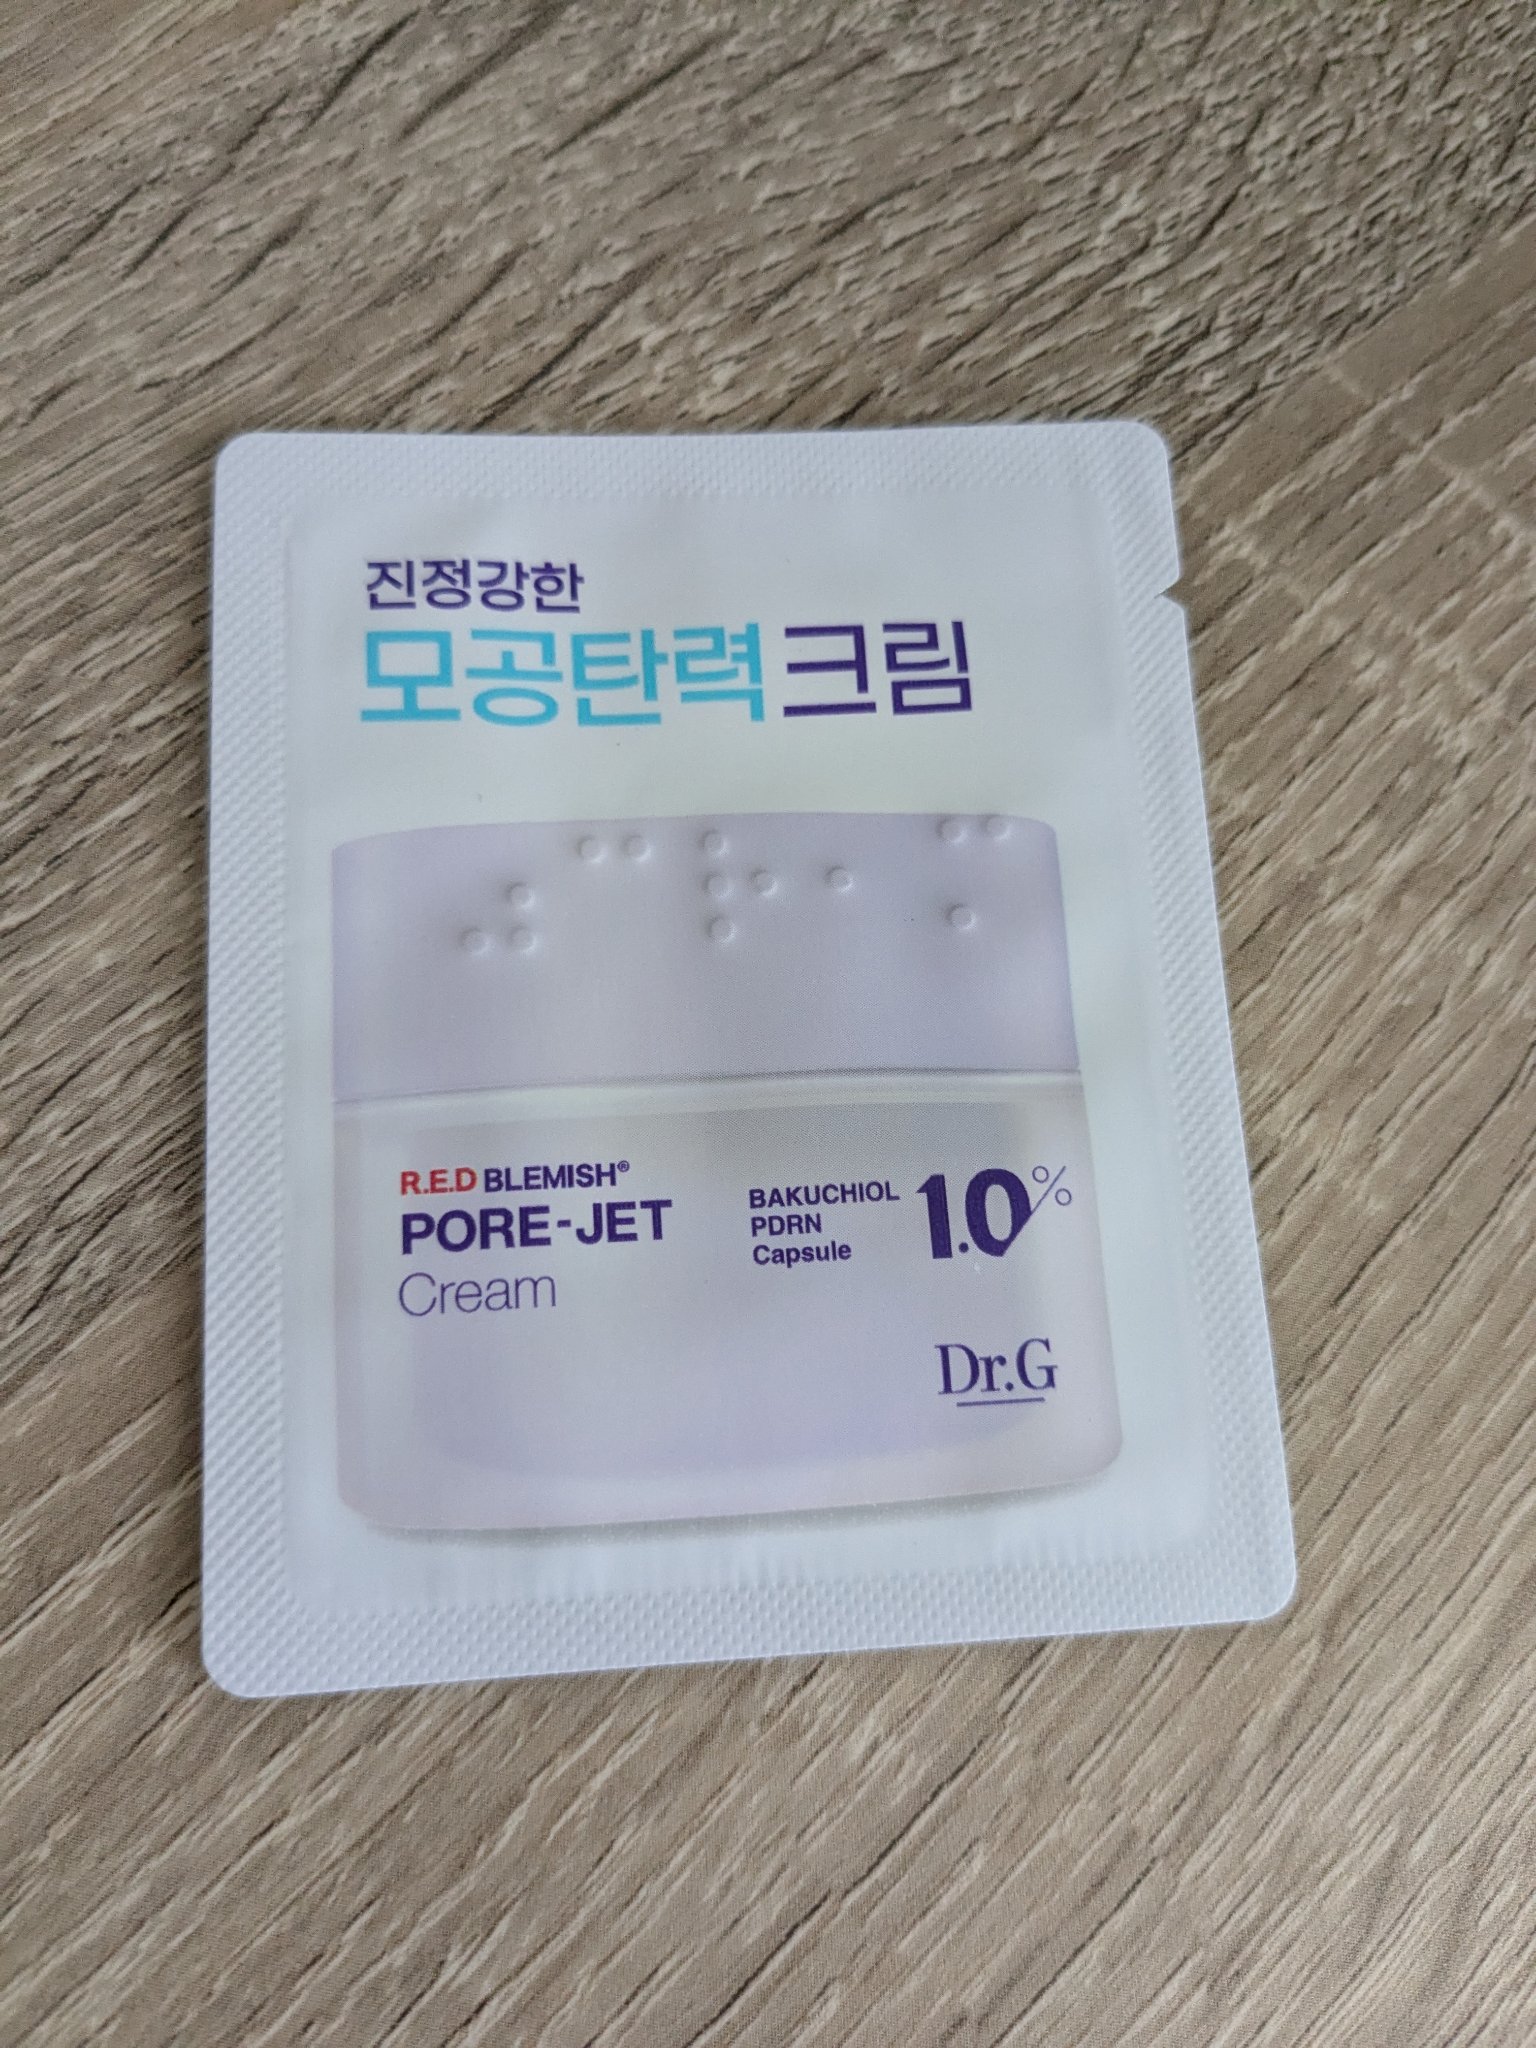 진정강한
모공탄력 크림
R.E.D BLEMISH®
PORE-JET
Cream
BAKUCHIOL
PDRN
Capsule
1.0%
Dr.G